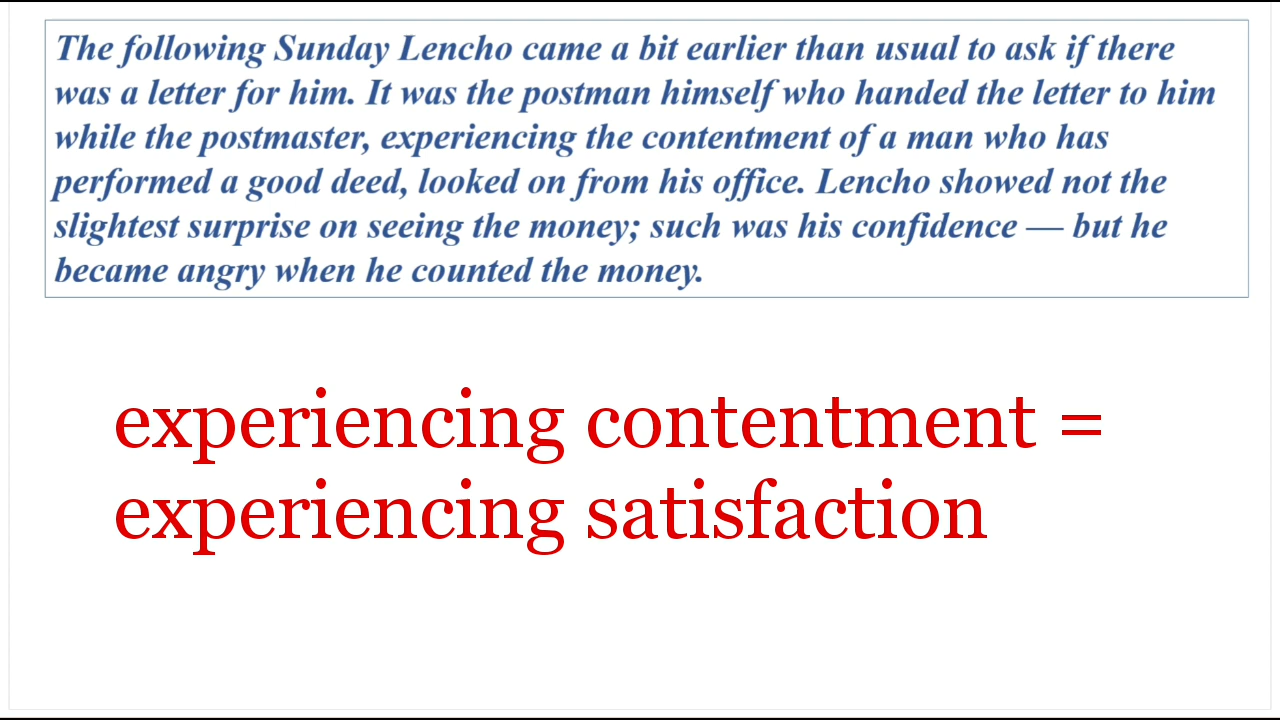 The following Sunday Lencho came a bit earlier than usual to ask if there
was a letter for him. It was the postman himself who handed the letter to him
while the postmaster, experiencing the contentment of a man who has
performed a good deed, looked on from his office. Lencho showed not the
slightest surprise on seeing the money; such was his confidence — but he
became angry when he counted the money.
experiencing contentment =
experiencing satisfaction